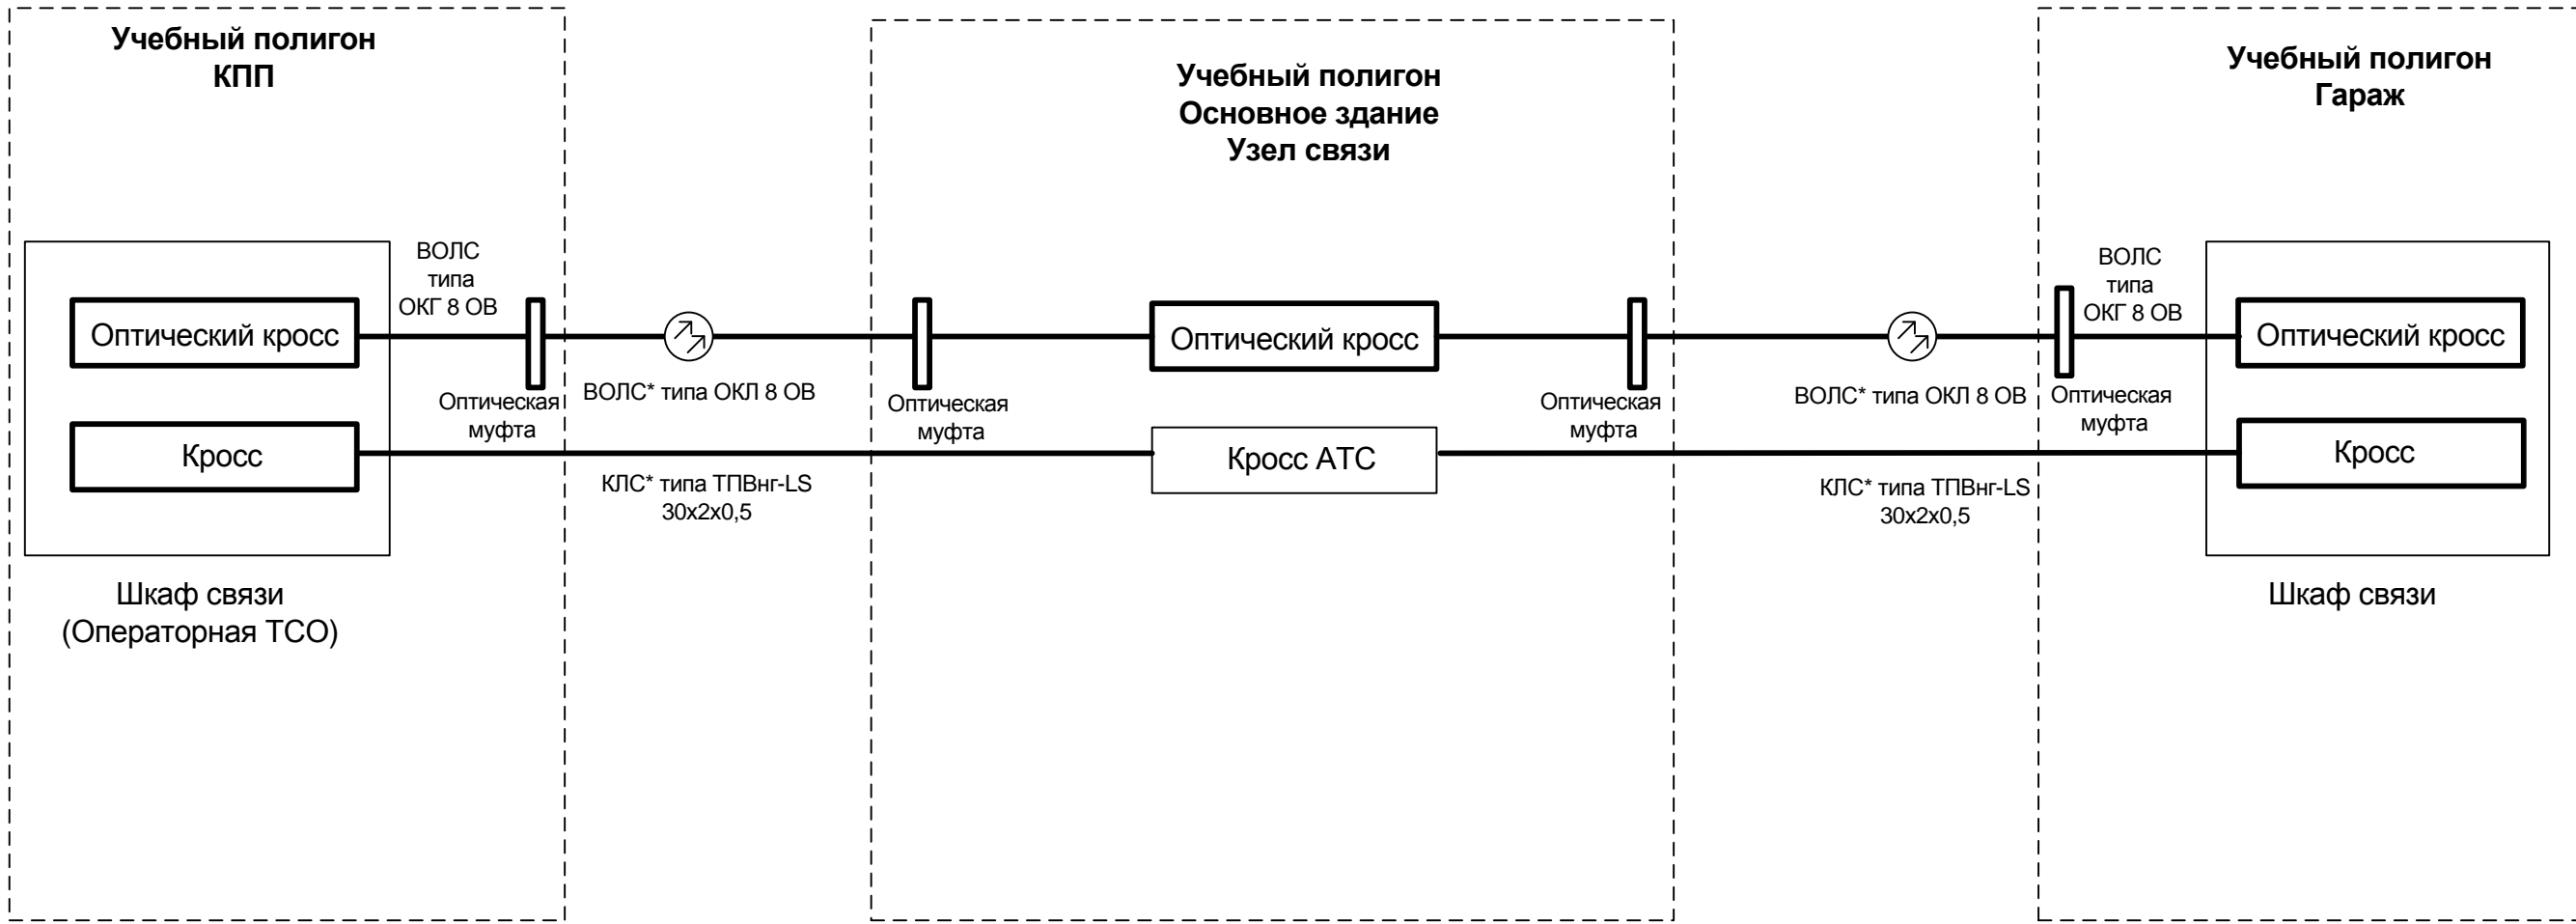 Учебный полигон
КПП
Учебный полигон
Основное здание
Узел связи
Учебный полигон
Гараж
ВОЛС
типа
ОКГ 8 ОВ
Оптический кросс
Оптическая
муфта
ВОЛС* типа ОКЛ 8 ОВ
Оптическая
муфта
Оптический кросс
Оптическая
муфта
ВОЛС* типа ОКЛ 8 ОВ
Оптическая
муфта
ВОЛС
типа
ОКГ 8 ОВ
Оптический кросс
Кросс
КЛС* типа ТПВнг-LS
30х2х0,5
Кросс АТС
КЛС* типа ТПВнг-LS
30х2х0,5
Кросс
Шкаф связи
(Операторная ТСО)
Шкаф связи